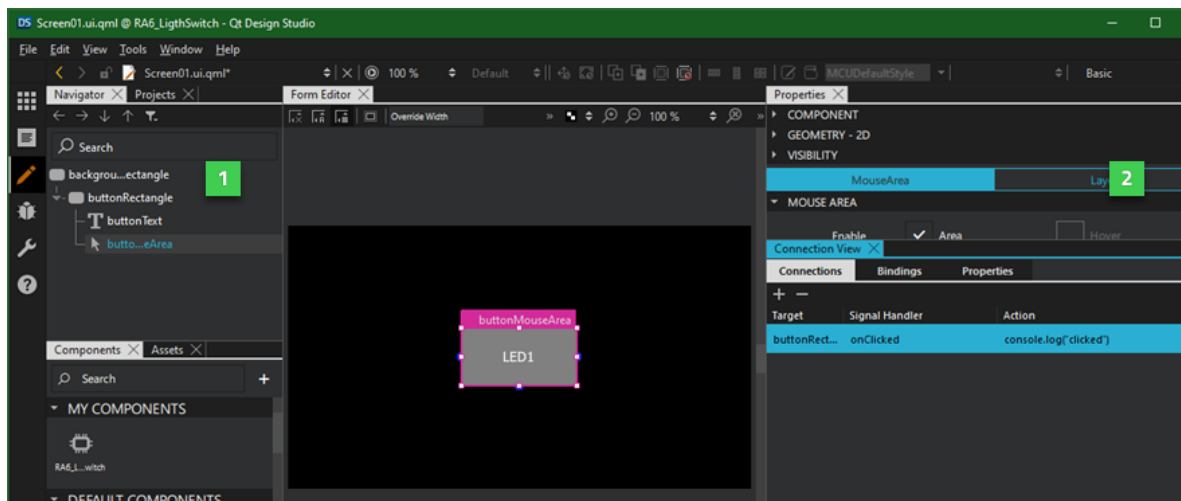 DS Screen01.ui.qml @ RA6_LigthSwitch - Qt Design Studio
File Edit View Tools Window Help
Screen01.ui.qml* 100 % Default MCUDefaultStyle Basic
Navigator Projects Form Editor Properties
Override Width » 100 % »
COMPONENT
GEOMETRY - 2D
VISIBILITY
Search
backgrou...ectangle
1
buttonRectangle
buttonText
butto...eArea
MouseArea Lay 2
MOUSE AREA
Enable Area Hover
Connection View
Connections Bindings Properties
+ −
Target Signal Handler Action
buttonRect... onClicked console.log("clicked")
buttonMouseArea
LED1
Components Assets
Search +
MY COMPONENTS
RA6_L...witch
DEFAULT COMPONENTS